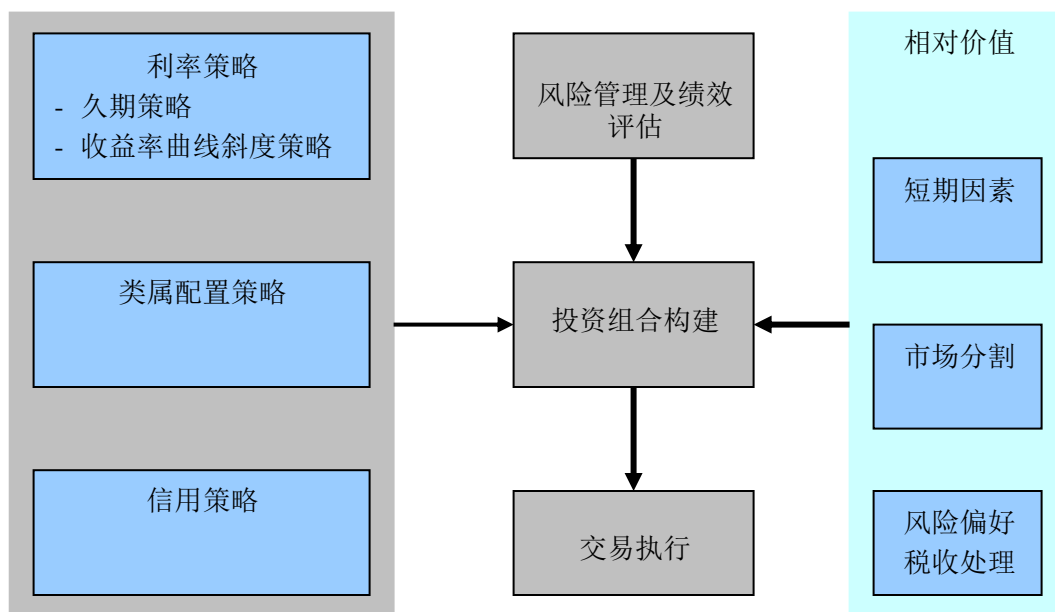 利率策略
- 久期策略
- 收益率曲线斜度策略
类属配置策略
信用策略
风险管理及绩效
评估
投资组合构建
交易执行
相对价值
短期因素
市场分割
风险偏好
税收处理